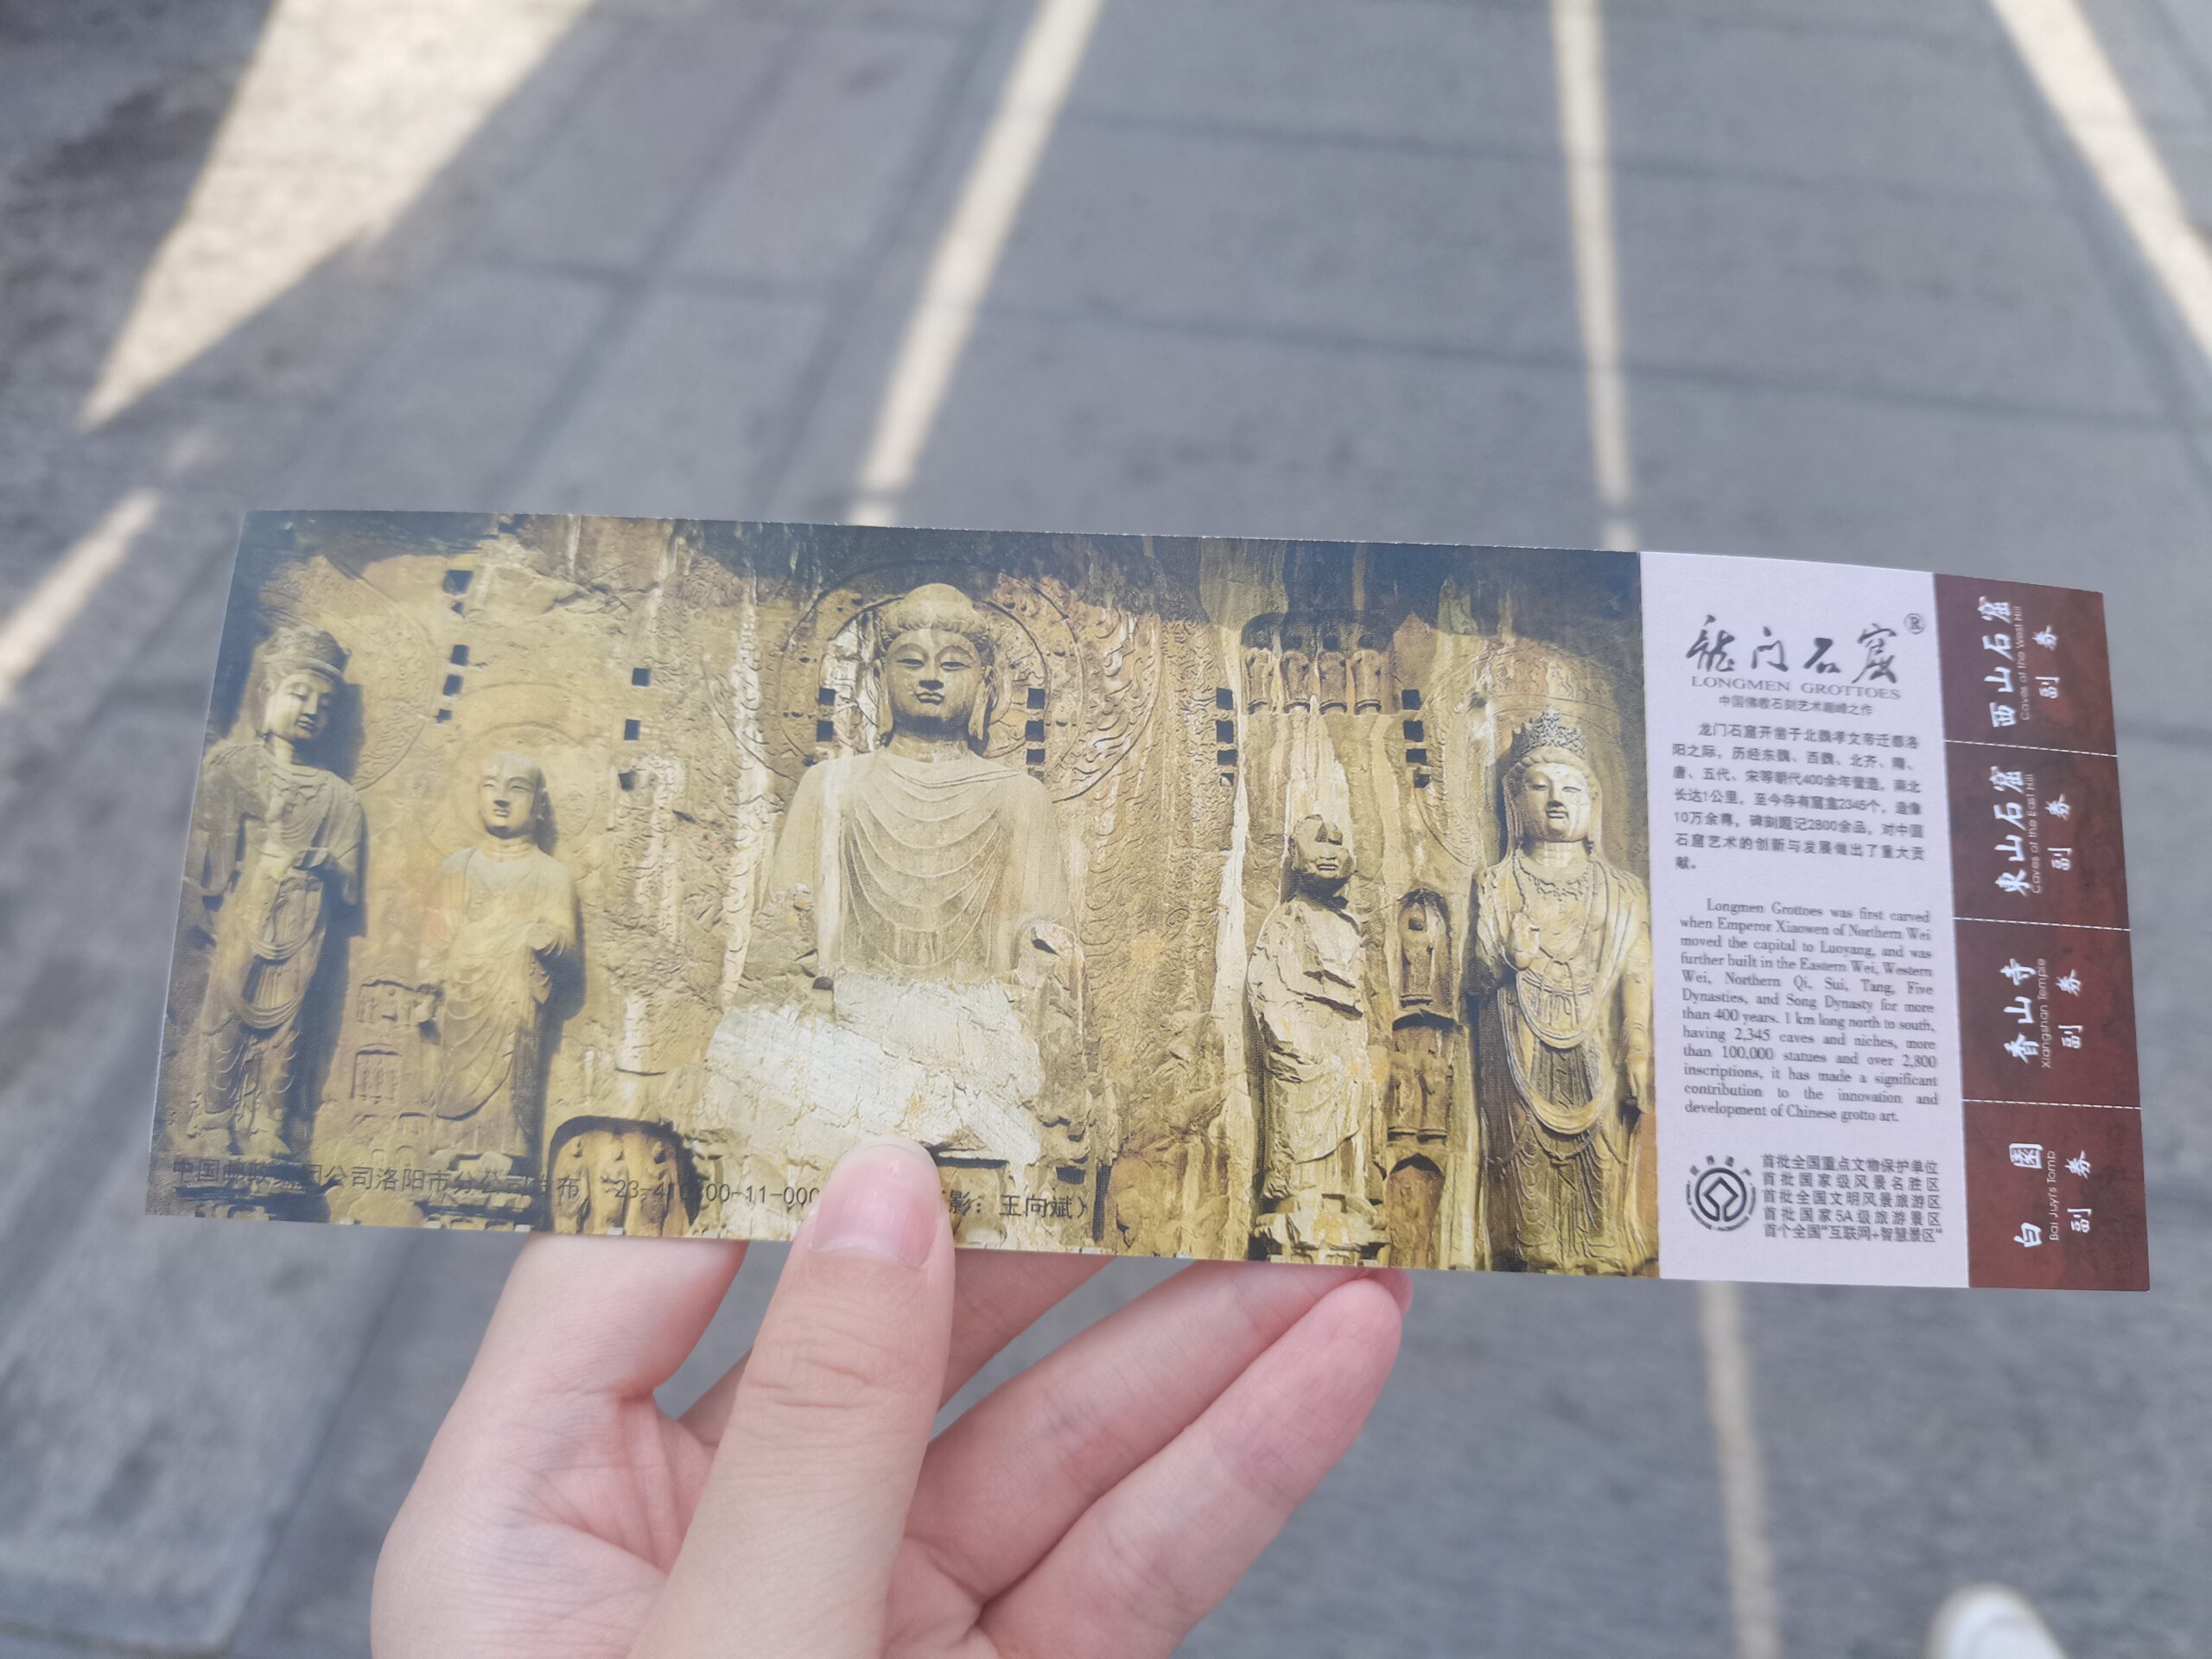 龙门石窟®
LONGMEN GROTTOES
中国佛教石刻艺术巅峰之作
龙门石窟开凿于北魏孝文帝迁都洛
阳之际，历经东魏、西魏、北齐、隋、
唐、五代、宋等朝代400余年营造，南北
长达1公里，至今存有窟龛2345个，造像
10万余尊，碑刻题记2800余品，对中国
石窟艺术的创新与发展做出了重大贡
献。
Longmen Grottoes was first carved
when Emperor Xiaowen of Northern Wei
moved the capital to Luoyang, and was
further built in the Eastern Wei, Western
Wei, Northern Qi, Sui, Tang, Five
Dynasties, and Song Dynasty for more
than 400 years. 1 km long north to south,
having 2,345 caves and niches, more
than 100,000 statues and over 2,800
inscriptions, it has made a significant
contribution to the innovation and
development of Chinese grotto art.
首批全国重点文物保护单位
首批国家级风景名胜区
首批全国文明风景旅游区
首批国家5A级旅游景区
首个全国“互联网+智慧景区”
西山石窟
Caves of the West Hill
副券
東山石窟
Caves of the East Hill
副券
香山寺
Xiangshan Temple
副券
白園
Bai Juyi's Tomb
副券
中国邮政集团公司洛阳市分公司发布 00-11-000 影：王向斌）